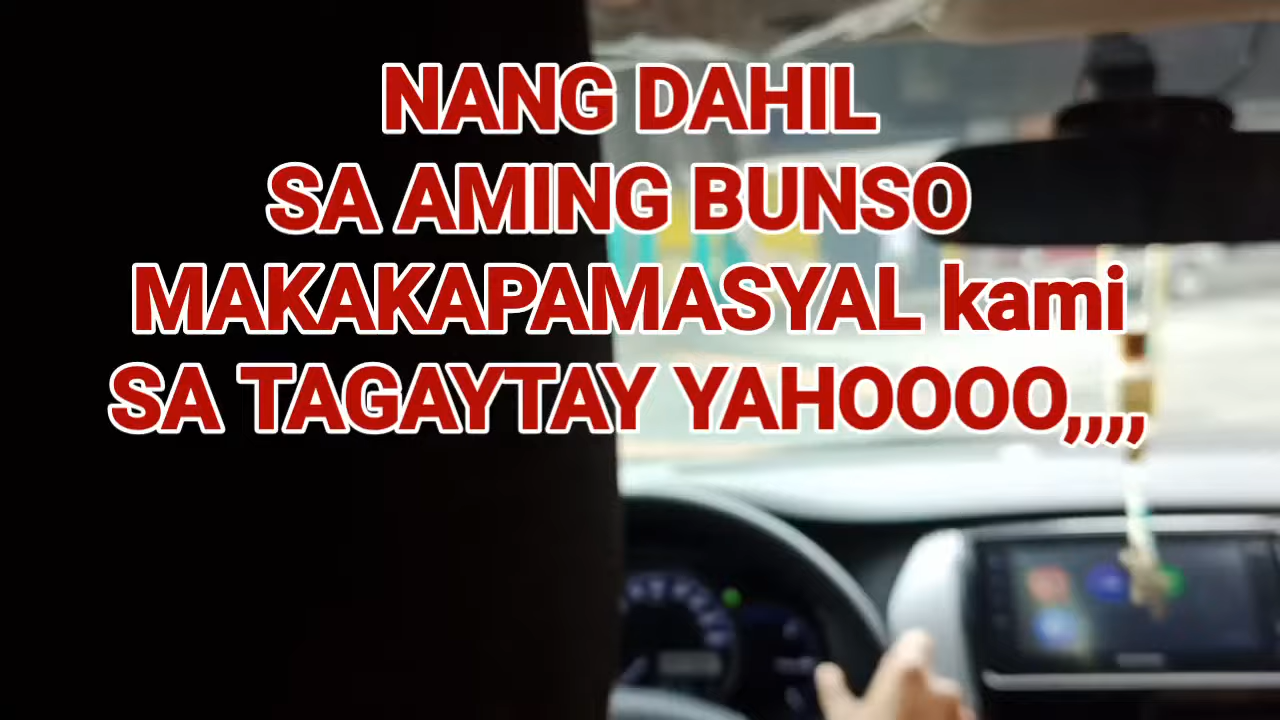 NANG DAHIL
SA AMING BUNSO
MAKAKAPAMASYAL kami
SA TAGAYTAY YAHOOOO,,,,